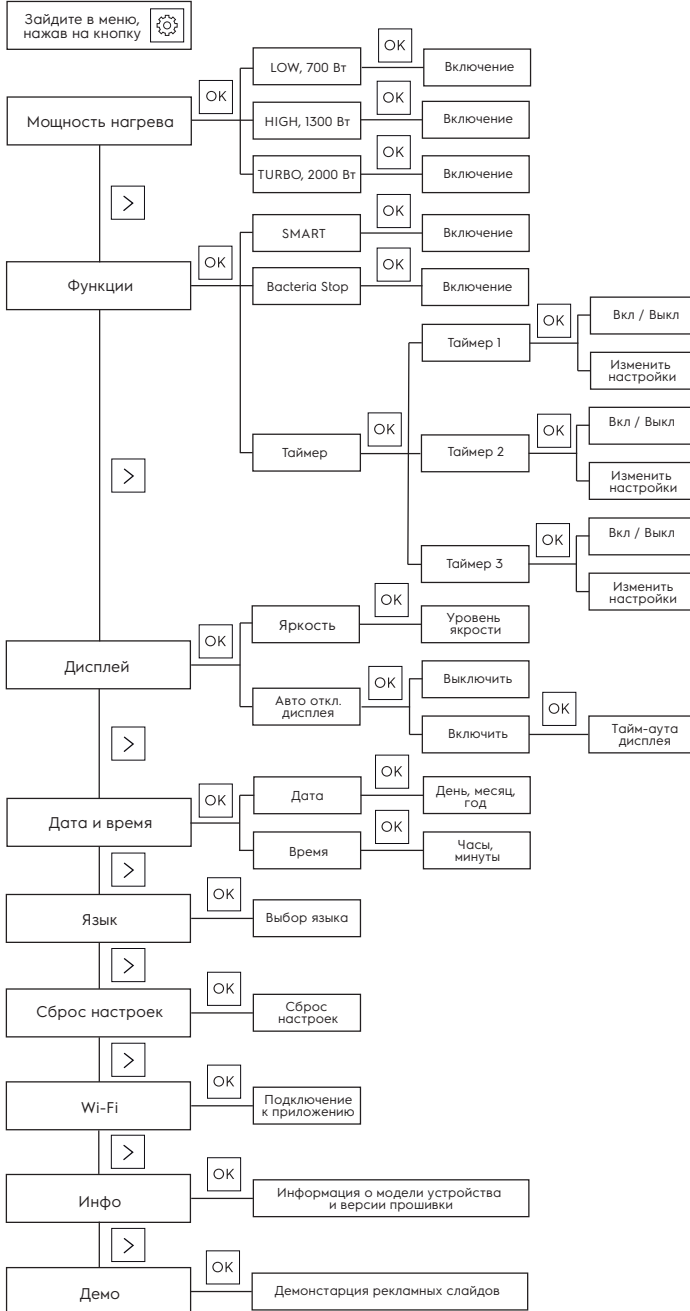 Зайдите в меню,
нажав на кнопку
Мощность нагрева
OK
LOW, 700 Вт
OK
Включение
HIGH, 1300 Вт
OK
Включение
TURBO, 2000 Вт
OK
Включение
>
Функции
OK
SMART
OK
Включение
Bacteria Stop
OK
Включение
Таймер
OK
Таймер 1
OK
Вкл / Выкл
Изменить
настройки
Таймер 2
OK
Вкл / Выкл
Изменить
настройки
Таймер 3
OK
Вкл / Выкл
Изменить
настройки
>
Дисплей
OK
Яркость
OK
Уровень
якрости
Авто откл.
дисплея
OK
Выключить
Включить
OK
Тайм-аута
дисплея
>
Дата и время
OK
Дата
OK
День, месяц,
год
Время
OK
Часы,
минуты
>
Язык
OK
Выбор языка
>
Сброс настроек
OK
Сброс
настроек
>
Wi-Fi
OK
Подключение
к приложению
>
Инфо
OK
Информация о модели устройства
и версии прошивки
>
Демо
OK
Демонстарция рекламных слайдов